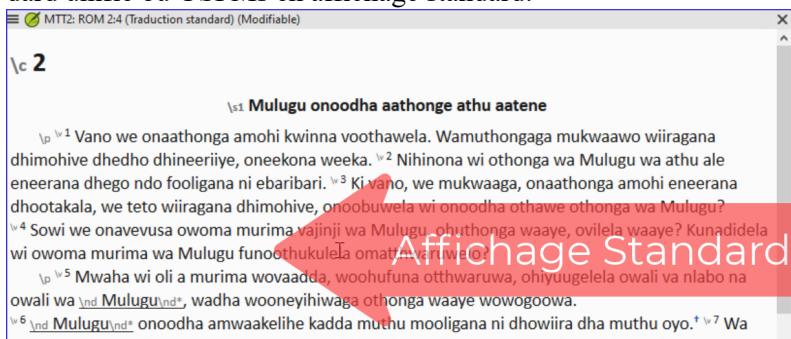 MTT2: ROM 2:4 (Traduction standard) (Modifiable)
\c 2
\s1 Mulugu onoodha aathonge athu aatene
\p \v 1 Vano we onaathonga amohi kwinna voothawela. Wamuthongaga mukwaawo wiiragana
dhimohive dhedho dhineeriiye, oneekona weeka. \v 2 Nihinona wi othonga wa Mulugu wa athu ale
eneerana dhego ndo fooligana ni ebaribari. \v 3 Ki vano, we mukwaaga, onaathonga amohi eneerana
dhootakala, we teto wiiragana dhimohive, onoobuwela wi onoodha othawe othonga wa Mulugu?
\v 4 Sowi we onavevusa owoma murima vajinji wa Mulugu, ohuthonga waaye, ovilela waaye? Kunadidela
wi owoma murima wa Mulugu funoothukulela
Affichage Standard
\p \v 5 Mwaha wi oli a murima wovaadda, woohufuna otthwaruwa, ohiyuugelela owali va nlabo na
owali wa \nd Mulugu\nd*, wadha wooneyihiwaga othonga waaye wowogoowa.
\v 6 \nd Mulugu\nd* onoodha amwaakelihe kadda muthu mooligana ni dhowiira dha muthu oyo.† \v 7 Wa